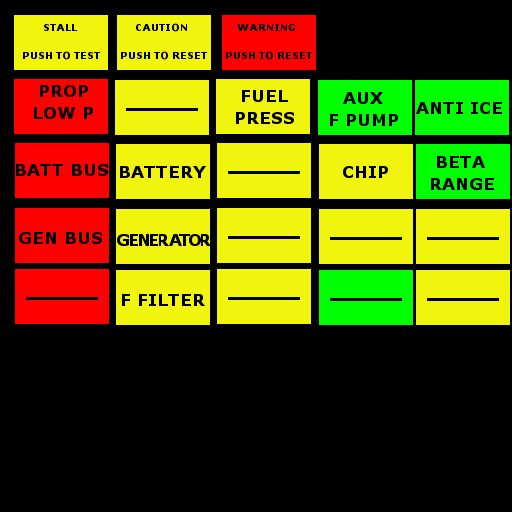 STALL
PUSH TO TEST
CAUTION
PUSH TO RESET
WARNING
PUSH TO RESET
PROP
LOW P
FUEL
PRESS
AUX
F PUMP
ANTI ICE
BATT BUS
BATTERY
CHIP
BETA
RANGE
GEN BUS
GENERATOR
F FILTER